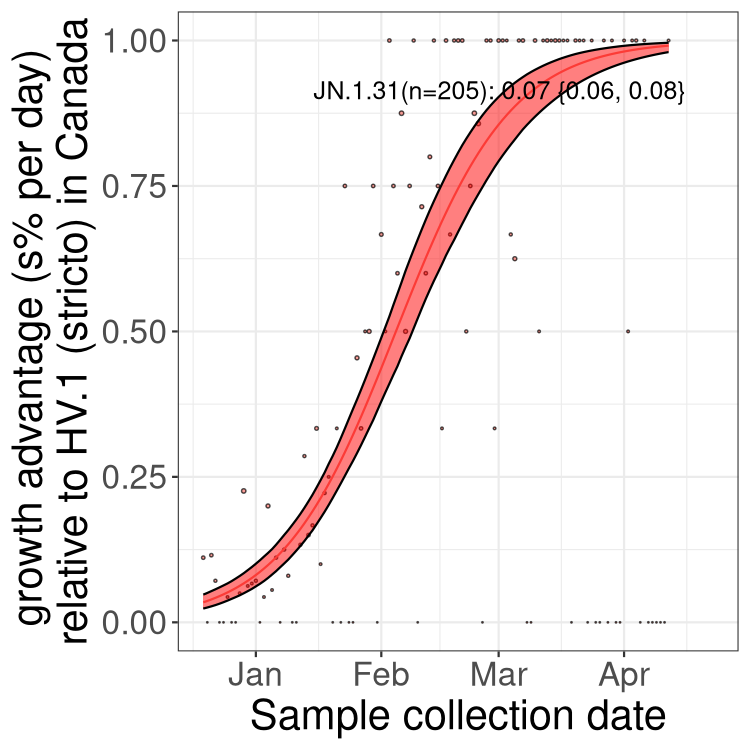 growth advantage (s% per day)
relative to HV.1 (stricto) in Canada
1.00
0.75
0.50
0.25
0.00
JN.1.31(n=205): 0.07 {0.06, 0.08}
Jan Feb Mar Apr
Sample collection date